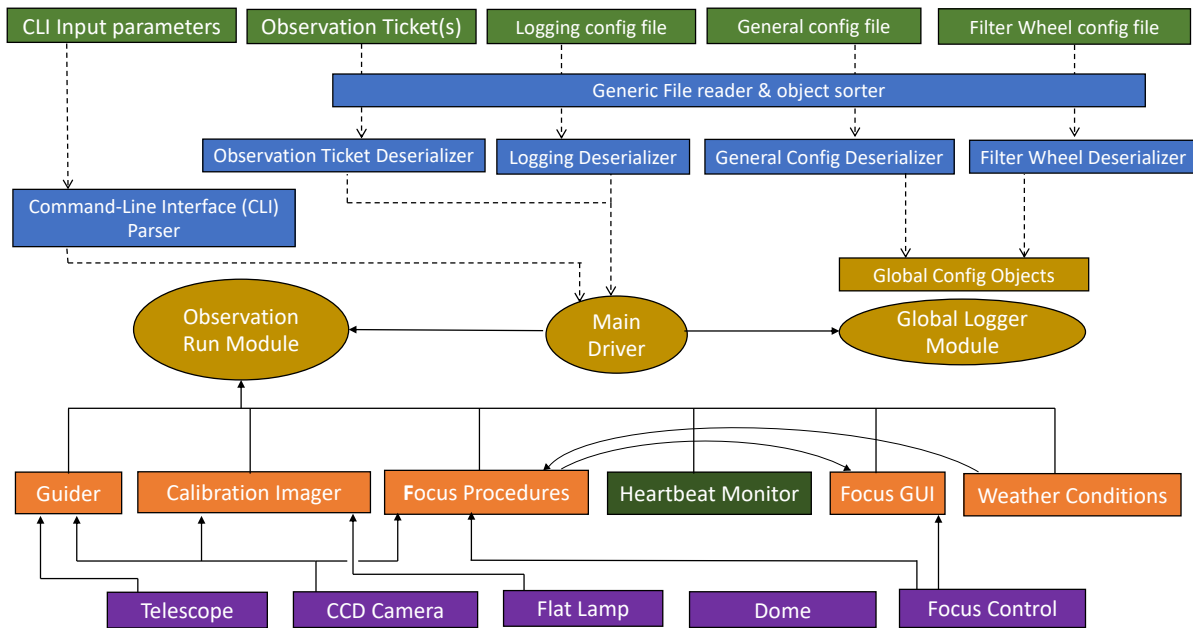 CLI Input parameters
Observation Ticket(s)
Logging config file
General config file
Filter Wheel config file
Generic File reader & object sorter
Observation Ticket Deserializer
Logging Deserializer
General Config Deserializer
Filter Wheel Deserializer
Command-Line Interface (CLI)
Parser
Global Config Objects
Observation
Run Module
Main
Driver
Global Logger
Module
Guider
Calibration Imager
Focus Procedures
Heartbeat Monitor
Focus GUI
Weather Conditions
Telescope
CCD Camera
Flat Lamp
Dome
Focus Control